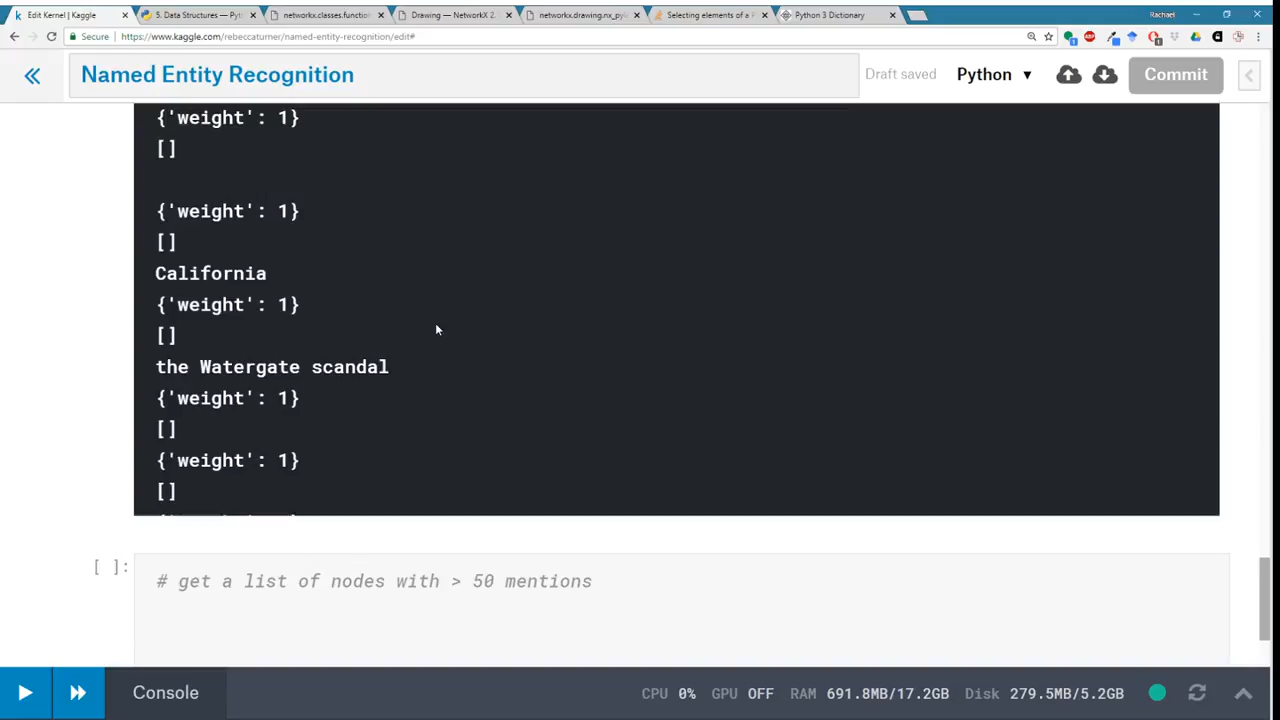 Edit Kernel | Kaggle
5. Data Structures — Pyth
networkx.classes.function
Drawing — NetworkX 2.
networkx.drawing.nx_pyl
Selecting elements of a P
Python 3 Dictionary
Rachael
Secure | https://www.kaggle.com/rebeccaturner/named-entity-recognition/edit#
Named Entity Recognition
Draft saved
Python
Commit
{'weight': 1}
[]
{'weight': 1}
[]
California
{'weight': 1}
[]
the Watergate scandal
{'weight': 1}
[]
{'weight': 1}
[]
[ ]:
# get a list of nodes with > 50 mentions
Console
CPU 0% GPU OFF RAM 691.8MB/17.2GB Disk 279.5MB/5.2GB